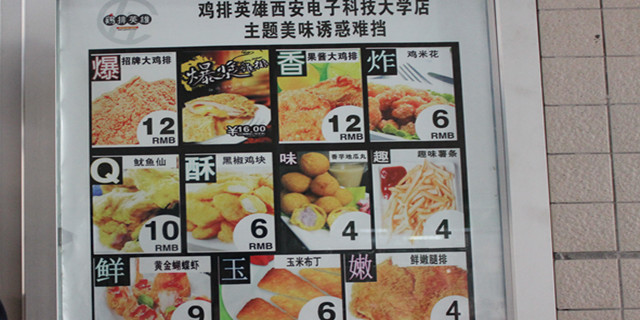 鸡排英雄
鸡排英雄西安电子科技大学店
主题美味诱惑难挡
爆 招牌大鸡排
12
RMB
爆浆鸡排
¥16.00
香 果酱大鸡排
12
RMB
炸 鸡米花
6
RMB
Q 鱿鱼仙
10
RMB
酥 黑椒鸡块
6
RMB
味 香芋地瓜丸
4
趣 趣味薯条
4
鲜 黄金蝴蝶虾
9
玉 玉米布丁
6
嫩 鲜嫩腿排
4